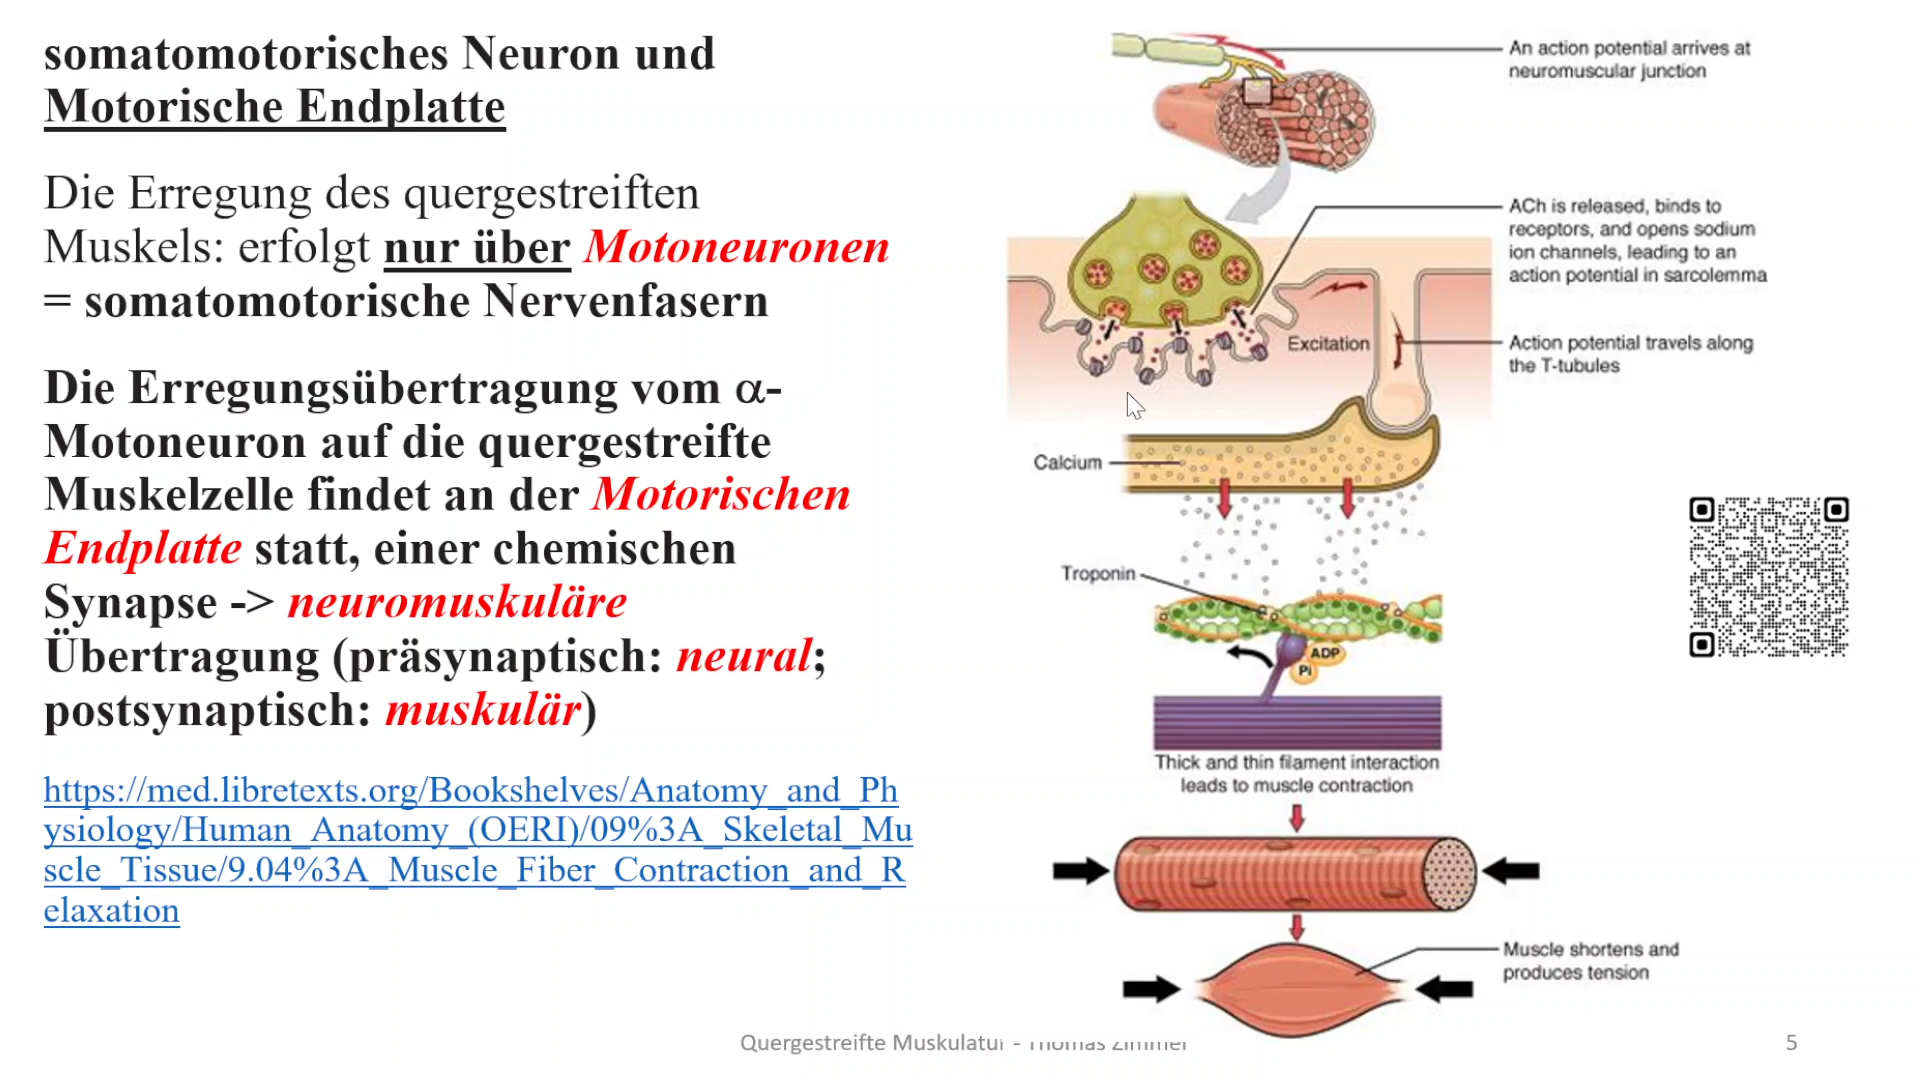 somatomotorisches Neuron und
Motorische Endplatte
Die Erregung des quergestreiften
Muskels: erfolgt nur über Motoneuronen
= somatomotorische Nervenfasern
Die Erregungsübertragung vom α-
Motoneuron auf die quergestreifte
Muskelzelle findet an der Motorischen
Endplatte statt, einer chemischen
Synapse -> neuromuskuläre
Übertragung (präsynaptisch: neural;
postsynaptisch: muskulär)
https://med.libretexts.org/Bookshelves/Anatomy_and_Ph
ysiology/Human_Anatomy_(OERI)/09%3A_Skeletal_Mu
scle_Tissue/9.04%3A_Muscle_Fiber_Contraction_and_R
elaxation
An action potential arrives at
neuromuscular junction
ACh is released, binds to
receptors, and opens sodium
ion channels, leading to an
action potential in sarcolemma
Excitation
Action potential travels along
the T-tubules
Calcium
Troponin
ADP
Pi
Thick and thin filament interaction
leads to muscle contraction
Muscle shortens and
produces tension
Quergestreifte Muskulatur - Thomas Zimmer
5